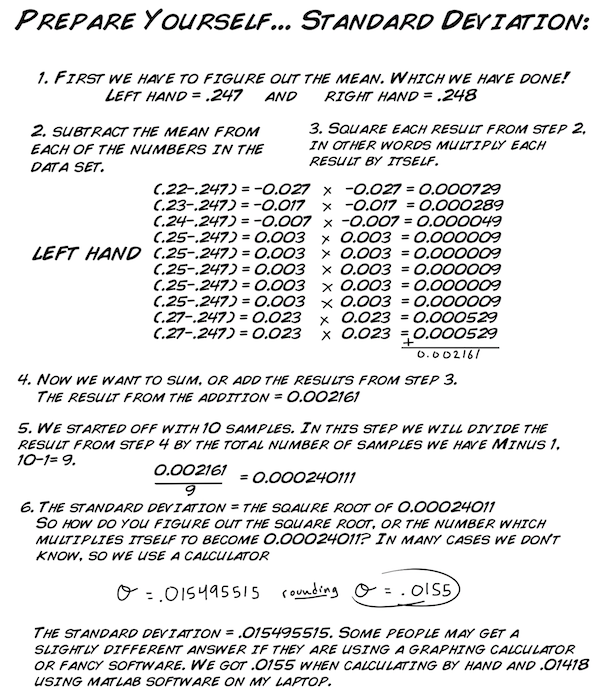 PREPARE YOURSELF... STANDARD DEVIATION:
1. FIRST WE HAVE TO FIGURE OUT THE MEAN. WHICH WE HAVE DONE!
LEFT HAND = .247 AND RIGHT HAND = .248
2. SUBTRACT THE MEAN FROM
EACH OF THE NUMBERS IN THE
DATA SET.
3. SQUARE EACH RESULT FROM STEP 2.
IN OTHER WORDS MULTIPLY EACH
RESULT BY ITSELF.
LEFT HAND
(.22-.247) = -0.027 x -0.027 = 0.000729
(.23-.247) = -0.017 x -0.017 = 0.000289
(.24-.247) = -0.007 x -0.007 = 0.000049
(.25-.247) = 0.003 x 0.003 = 0.000009
(.25-.247) = 0.003 x 0.003 = 0.000009
(.25-.247) = 0.003 x 0.003 = 0.000009
(.25-.247) = 0.003 x 0.003 = 0.000009
(.25-.247) = 0.003 x 0.003 = 0.000009
(.27-.247) = 0.023 x 0.023 = 0.000529
(.27-.247) = 0.023 x 0.023 = 0.000529
+
0.002161
4. NOW WE WANT TO SUM, OR ADD THE RESULTS FROM STEP 3.
THE RESULT FROM THE ADDITION = 0.002161
5. WE STARTED OFF WITH 10 SAMPLES. IN THIS STEP WE WILL DIVIDE THE
RESULT FROM STEP 4 BY THE TOTAL NUMBER OF SAMPLES WE HAVE MINUS 1.
10-1= 9.
0.002161
9
= 0.000240111
6. THE STANDARD DEVIATION = THE SQAURE ROOT OF 0.00024011
SO HOW DO YOU FIGURE OUT THE SQUARE ROOT, OR THE NUMBER WHICH
MULTIPLIES ITSELF TO BECOME 0.00024011? IN MANY CASES WE DON'T
KNOW, SO WE USE A CALCULATOR
σ = .015495515 rounding σ = .0155
THE STANDARD DEVIATION = .015495515. SOME PEOPLE MAY GET A
SLIGHTLY DIFFERENT ANSWER IF THEY ARE USING A GRAPHING CALCULATOR
OR FANCY SOFTWARE. WE GOT .0155 WHEN CALCULATING BY HAND AND .01418
USING MATLAB SOFTWARE ON MY LAPTOP.